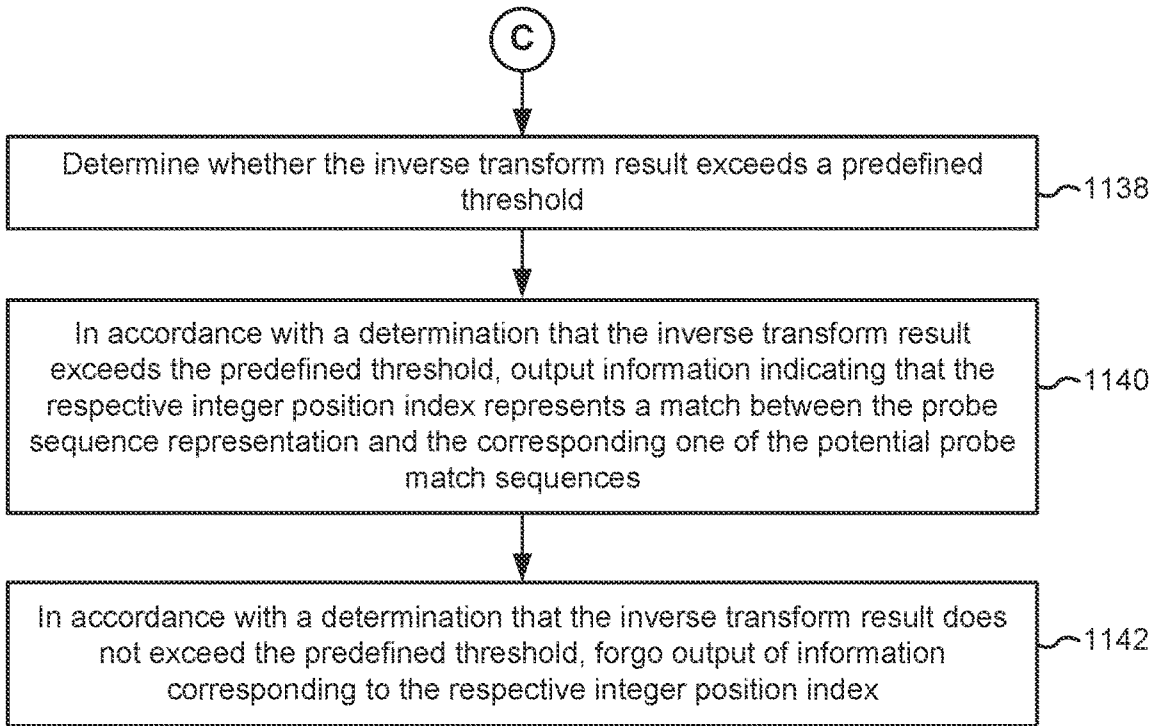 C
Determine whether the inverse transform result exceeds a predefined
threshold
1138
In accordance with a determination that the inverse transform result
exceeds the predefined threshold, output information indicating that the
respective integer position index represents a match between the probe
sequence representation and the corresponding one of the potential probe
match sequences
1140
In accordance with a determination that the inverse transform result does
not exceed the predefined threshold, forgo output of information
corresponding to the respective integer position index
1142